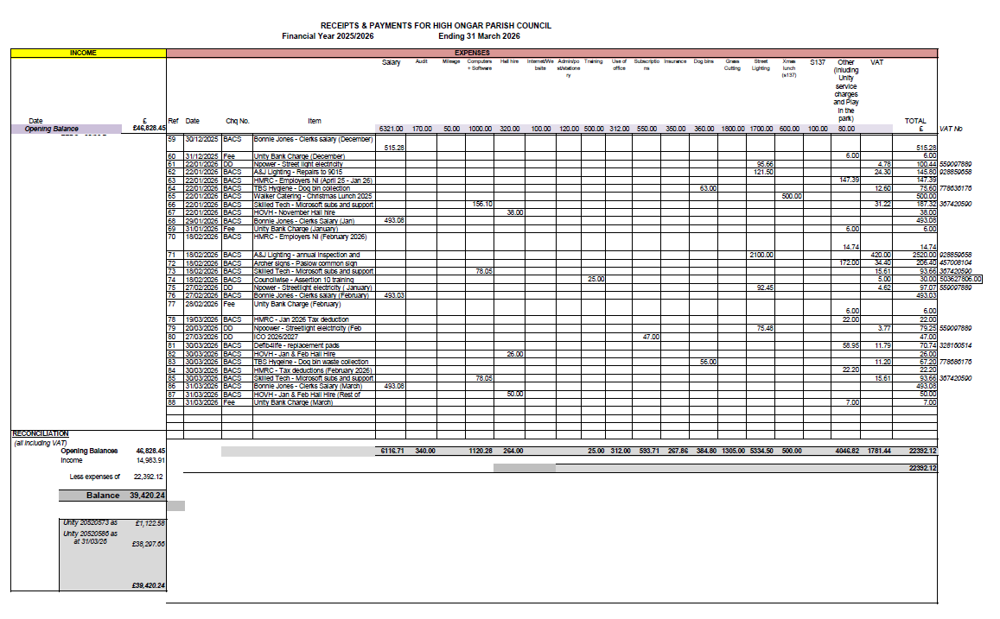 RECEIPTS & PAYMENTS FOR HIGH ONGAR PARISH COUNCIL
Financial Year 2025/2026 Ending 31 March 2026
INCOME EXPENSES
Salary Audit Mileage Computers + Software Hall hire Internet/Website Admin/post/stationery Training Use of office Subscriptions Insurance Dog bins Grass Cutting Street Lighting Xmas lunch (s137) S137 Other (Inluding Unity service charges and Play in the park) VAT
Date £ Ref Date Chq No. Item TOTAL
Opening Balance £46,828.45 6321.00 170.00 50.00 1000.00 320.00 100.00 120.00 500.00 312.00 550.00 350.00 360.00 1800.00 1700.00 600.00 100.00 80.00 £ VAT No
59 30/12/2025 BACS Bonnie Jones - Clerks salary (December) 515.28 515.28
60 31/12/2025 Fee Unity Bank Charge (December) 6.00 6.00
61 22/01/2026 DD Npower - Street light electricity 95.66 4.78 100.44 559097889
62 22/01/2026 BACS A&J Lighting - Repairs to 9015 121.50 24.30 145.80 928859658
63 22/01/2026 BACS HMRC - Employers NI (April 25 - Jan 26) 147.39 147.39
64 22/01/2026 BACS TBS Hygiene - Dog bin collection 63.00 12.60 75.60 778636176
65 22/01/2026 BACS Walker Catering - Christmas Lunch 2025 500.00 500.00
66 22/01/2026 BACS Skilled Tech - Microsoft subs and support 156.10 31.22 187.32 367420590
67 22/01/2026 BACS HOVH - November Hall hire 38.00 38.00
68 29/01/2026 BACS Bonnie Jones - Clerks Salary (Jan) 493.08 493.08
69 31/01/2026 Fee Unity Bank Charge (January) 6.00 6.00
70 18/02/2026 BACS HMRC - Employers NI (February 2026) 14.74 14.74
71 18/02/2026 BACS A&J Lighting - annual inspection and 2100.00 420.00 2520.00 928859658
72 18/02/2026 BACS Archer signs - Paslow common sign 172.00 34.40 206.40 457008104
73 18/02/2026 BACS Skilled Tech - Microsoft subs and support 78.05 15.61 93.66 367420590
74 18/02/2026 BACS Councilwise - Assertion 10 training 25.00 5.00 30.00 503627806.00
75 27/02/2026 DD Npower - Streetlight electricity ( January) 92.45 4.62 97.07 559097889
76 27/02/2026 BACS Bonnie Jones - Clerks salary (February) 493.03 493.03
77 28/02/2026 Fee Unity Bank Charge (February) 6.00 6.00
78 19/03/2026 BACS HMRC - Jan 2026 Tax deduction 22.00 22.00
79 20/03/2026 DD Npoower - Streetlight eleictricity (Feb 75.48 3.77 79.25 559097889
80 27/03/2026 DD ICO 2026/2027 47.00 47.00
81 30/03/2026 BACS Defib4life - replacement pads 58.95 11.79 70.74 328160514
82 30/03/2026 BACS HOVH - Jan & Feb Hall Hire 26.00 26.00
83 30/03/2026 BACS TBS Hygeine - Dog bin waste collection 56.00 11.20 67.20 778686176
84 30/03/2026 BACS HMRC - Tax deductions (February 2026) 22.20 22.20
85 30/03/2026 BACS Skilled Tech - Microsoft subs and support 78.05 15.61 93.66 367420590
86 31/03/2026 BACS Bonnie Jones - Clerks Salary (March) 493.08 493.08
87 31/03/2026 BACS HOVH - Jan & Feb Hall Hire (Rest of 50.00 50.00
88 31/03/2026 Fee Unity Bank Charge (March) 7.00 7.00
RECONCILIATION
(all including VAT)
Opening Balances 46,828.45 6116.71 340.00 1120.28 264.00 25.00 312.00 593.71 267.86 384.80 1305.00 5334.50 500.00 4046.82 1781.44 22392.12
Income 14,983.91
22392.12
Less expenses of 22,392.12
Balance 39,420.24
Unity 20520573 as £1,122.58
Unity 20520586 as at 31/03/26 £38,297.66
£39,420.24